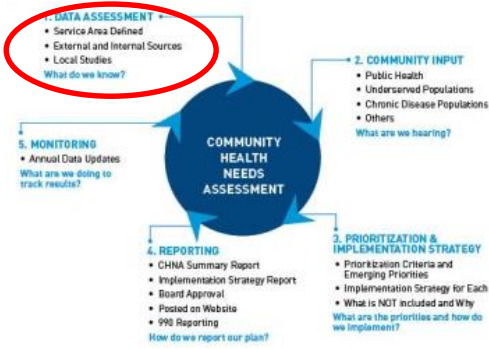 1. DATA ASSESSMENT
• Service Area Defined
• External and Internal Sources
• Local Studies
What do we know?
2. COMMUNITY INPUT
• Public Health
• Underserved Populations
• Chronic Disease Populations
• Others
What are we hearing?
5. MONITORING
• Annual Data Updates
What are we doing to
track results?
COMMUNITY
HEALTH
NEEDS
ASSESSMENT
4. REPORTING
• CHNA Summary Report
• Implementation Strategy Report
• Board Approval
• Posted on Website
• 990 Reporting
How do we report our plan?
3. PRIORITIZATION &
IMPLEMENTATION STRATEGY
• Prioritization Criteria and
Emerging Priorities
• Implementation Strategy for Each
• What is NOT included and Why
What are the priorities and how do
we implement?